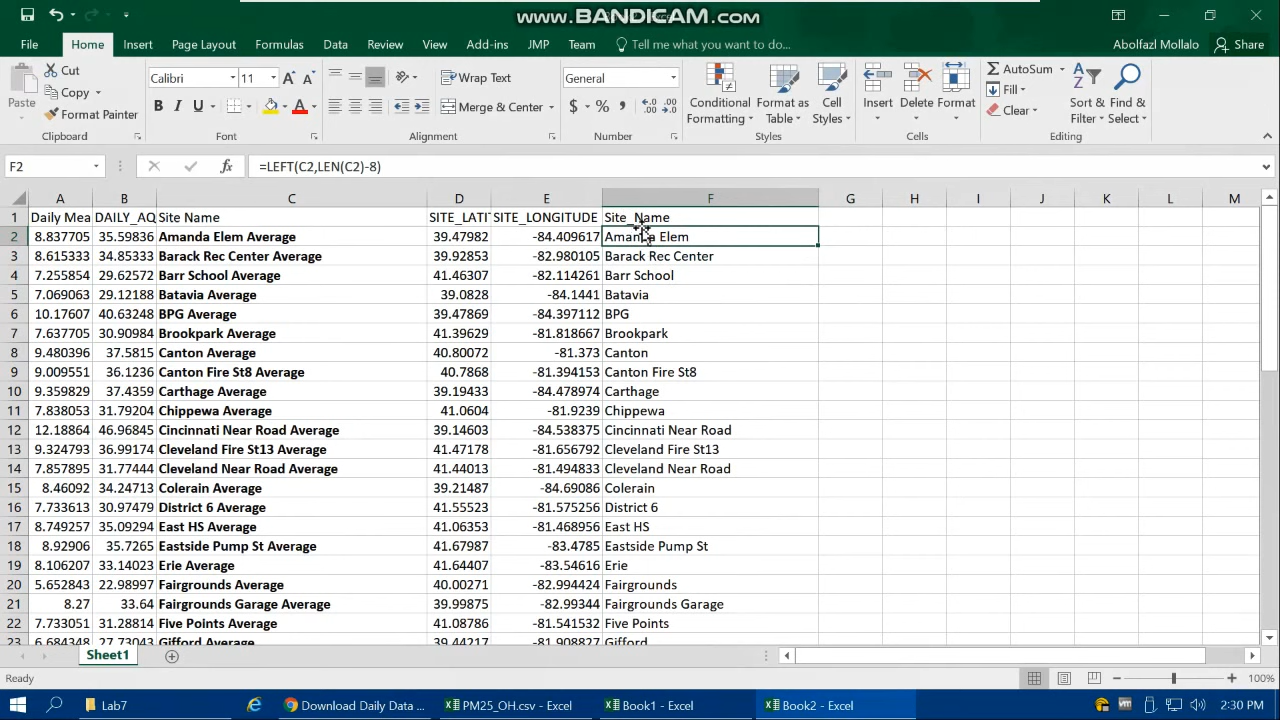 www.BANDICAM.com
File Home Insert Page Layout Formulas Data Review View Add-ins JMP Team Tell me what you want to do... Abolfazl Mollalo Share
Paste Cut Copy Format Painter Clipboard
Calibri 11 A A B I U A Font
Wrap Text Merge & Center Alignment
General $ % , Number
Conditional Formatting Format as Table Cell Styles Styles
Insert Delete Format Cells
AutoSum Fill Clear Sort & Filter Find & Select Editing
F2 fx =LEFT(C2,LEN(C2)-8)
A B C D E F G H I J K L M
1 Daily Mea DAILY_AQ Site Name SITE_LATI SITE_LONGITUDE Site_Name
2 8.837705 35.59836 Amanda Elem Average 39.47982 -84.409617 Amanda Elem
3 8.615333 34.85333 Barack Rec Center Average 39.92853 -82.980105 Barack Rec Center
4 7.255854 29.62572 Barr School Average 41.46307 -82.114261 Barr School
5 7.069063 29.12188 Batavia Average 39.0828 -84.1441 Batavia
6 10.17607 40.63248 BPG Average 39.47869 -84.397112 BPG
7 7.637705 30.90984 Brookpark Average 41.39629 -81.818667 Brookpark
8 9.480396 37.5815 Canton Average 40.80072 -81.373 Canton
9 9.009551 36.1236 Canton Fire St8 Average 40.7868 -81.394153 Canton Fire St8
10 9.359829 37.4359 Carthage Average 39.19433 -84.478974 Carthage
11 7.838053 31.79204 Chippewa Average 41.0604 -81.9239 Chippewa
12 12.18864 46.96845 Cincinnati Near Road Average 39.14603 -84.538375 Cincinnati Near Road
13 9.324793 36.99174 Cleveland Fire St13 Average 41.47178 -81.656792 Cleveland Fire St13
14 7.857895 31.77444 Cleveland Near Road Average 41.44013 -81.494833 Cleveland Near Road
15 8.46092 34.24713 Colerain Average 39.21487 -84.69086 Colerain
16 7.733613 30.97479 District 6 Average 41.55523 -81.575256 District 6
17 8.749257 35.09294 East HS Average 41.06353 -81.468956 East HS
18 8.92906 35.7265 Eastside Pump St Average 41.67987 -83.4785 Eastside Pump St
19 8.106207 33.14023 Erie Average 41.64407 -83.54616 Erie
20 5.652843 22.98997 Fairgrounds Average 40.00271 -82.994424 Fairgrounds
21 8.27 33.64 Fairgrounds Garage Average 39.99875 -82.99344 Fairgrounds Garage
22 7.733051 31.28814 Five Points Average 41.08786 -81.541532 Five Points
23 6.684348 27.73043 Gifford Average 39.44217 -81.908827 Gifford
Sheet1
Ready 100%
Lab7 Download Daily Data ... PM25_OH.csv - Excel Book1 - Excel Book2 - Excel 2:30 PM